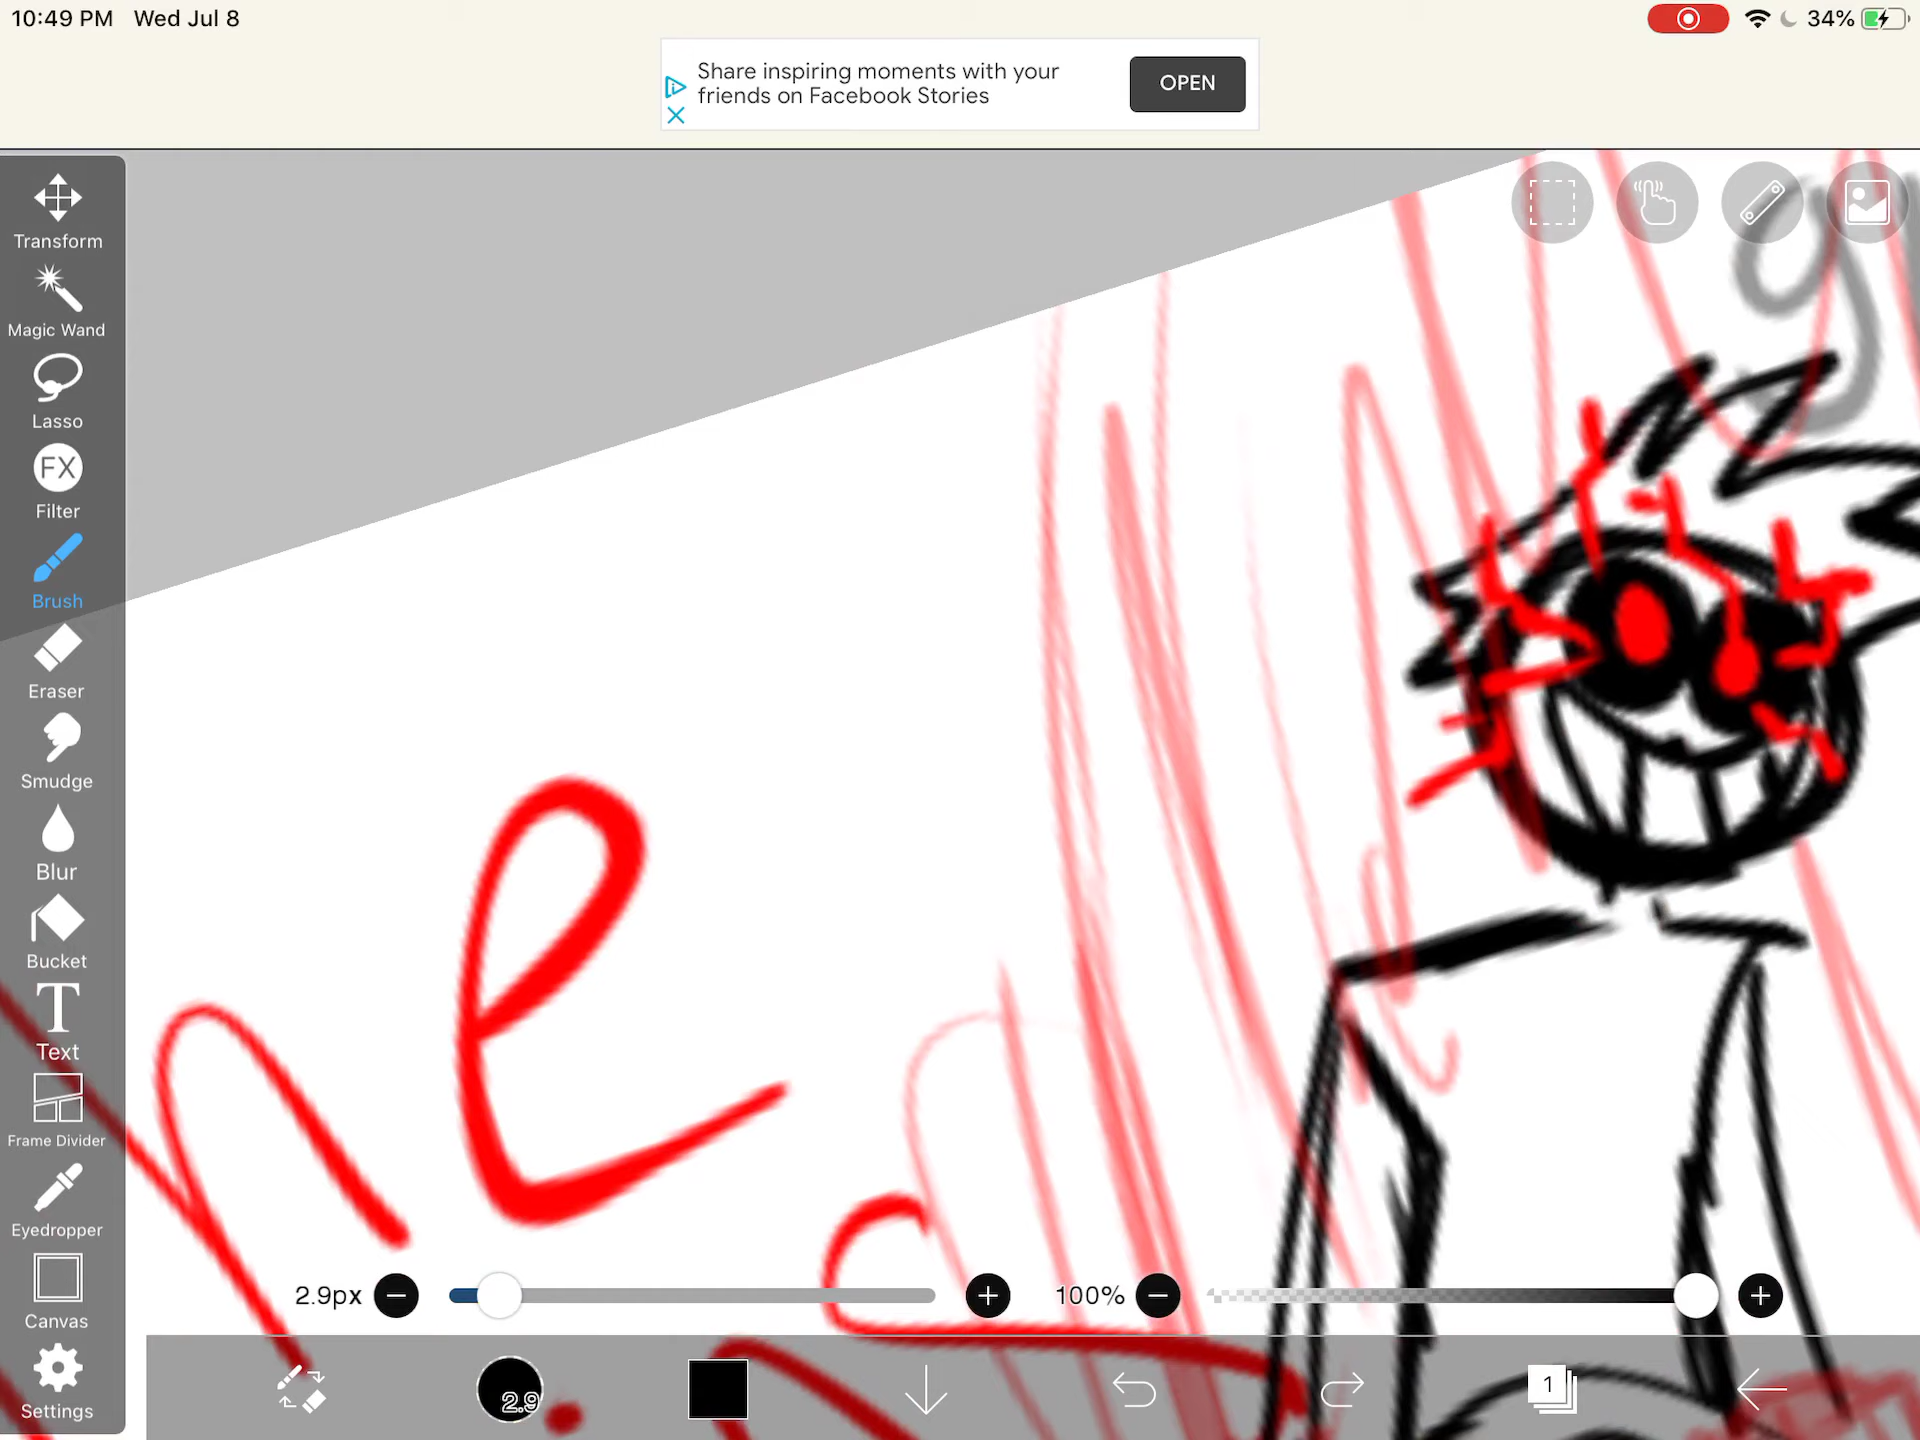 10:49 PM Wed Jul 8
34%
Share inspiring moments with your
friends on Facebook Stories
OPEN
Transform
Magic Wand
Lasso
FX
Filter
Brush
Eraser
Smudge
Blur
Bucket
T
Text
Frame Divider
Eyedropper
Canvas
Settings
he
2.9px
100%
2.9
1